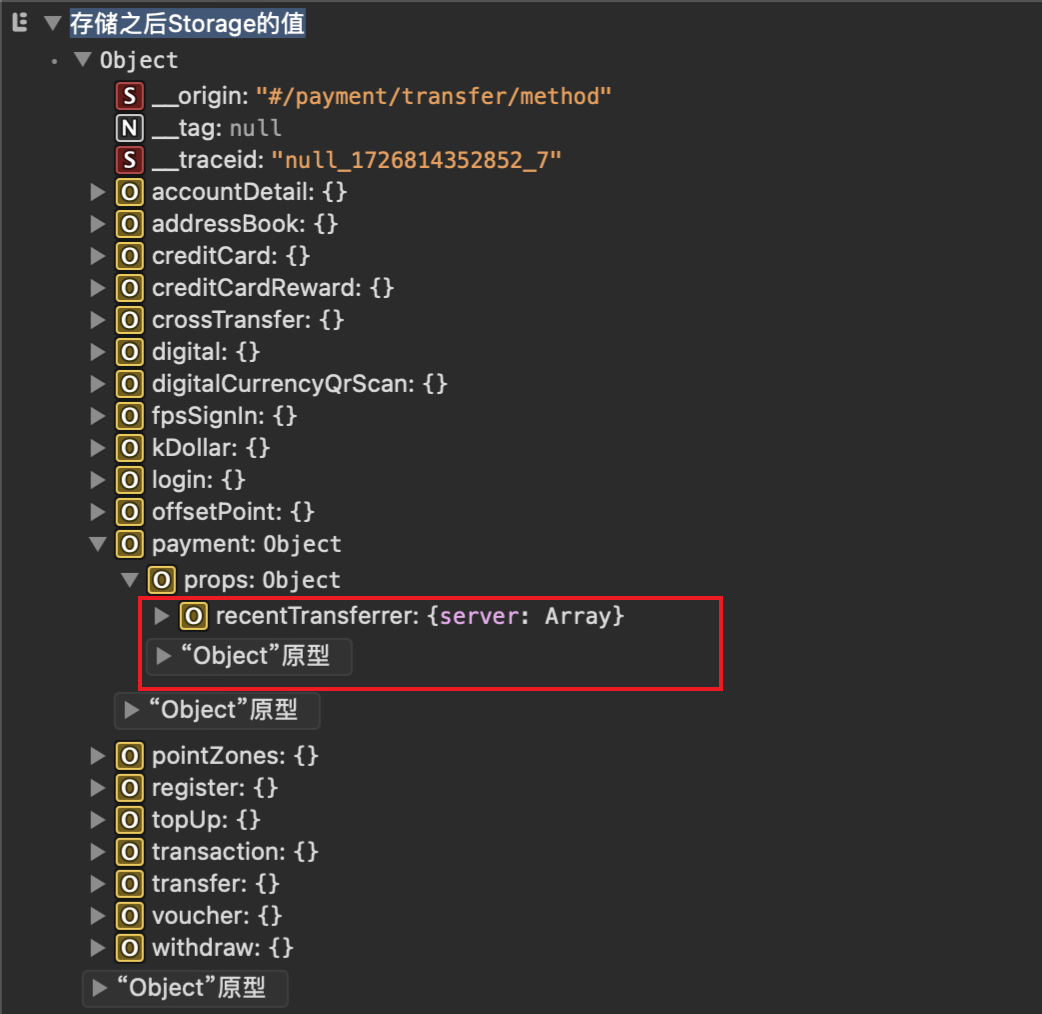 存储之后Storage的值
Object
S __origin: "#/payment/transfer/method"
N __tag: null
S __traceid: "null_1726814352852_7"
O accountDetail: {}
O addressBook: {}
O creditCard: {}
O creditCardReward: {}
O crossTransfer: {}
O digital: {}
O digitalCurrencyQrScan: {}
O fpsSignIn: {}
O kDollar: {}
O login: {}
O offsetPoint: {}
O payment: Object
O props: Object
O recentTransferrer: {server: Array}
“Object”原型
“Object”原型
O pointZones: {}
O register: {}
O topUp: {}
O transaction: {}
O transfer: {}
O voucher: {}
O withdraw: {}
“Object”原型